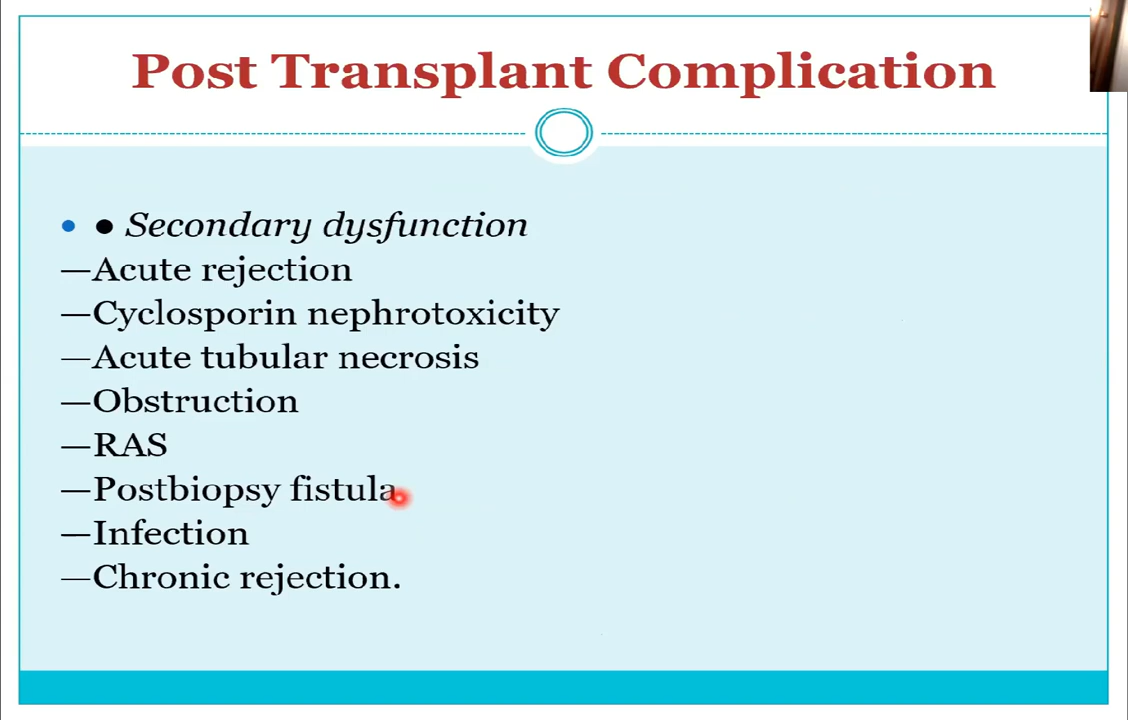 Post Transplant Complication
• ● Secondary dysfunction
—Acute rejection
—Cyclosporin nephrotoxicity
—Acute tubular necrosis
—Obstruction
—RAS
—Postbiopsy fistula
—Infection
—Chronic rejection.